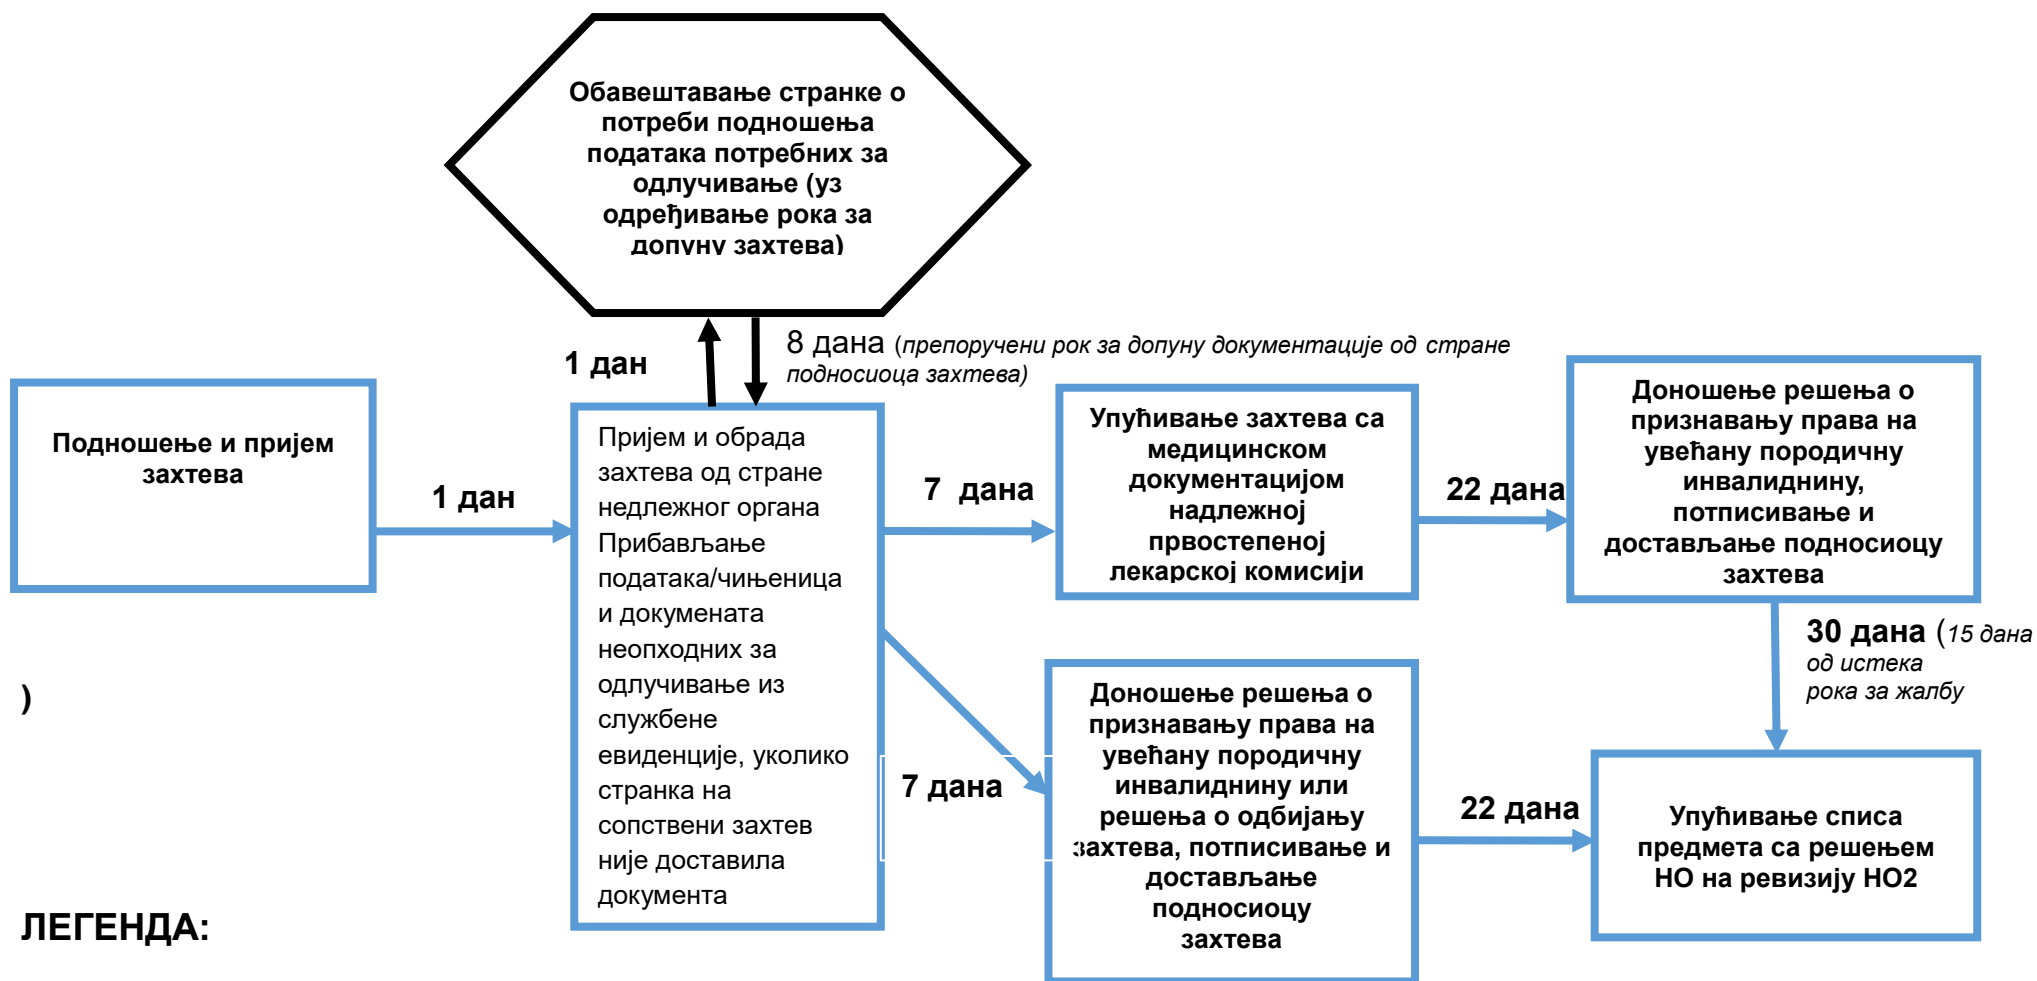 Обавештавање странке о
потреби подношења
података потребних за
одлучивање (уз
одређивање рока за
допуну захтева)
1 дан
8 дана (препоручени рок за допуну документације од стране
подносиоца захтева)
Подношење и пријем
захтева
1 дан
Пријем и обрада
захтева од стране
недлежног органа
Прибављање
података/чињеница
и докумената
неопходних за
одлучивање из
службене
евиденције, уколико
странка на
сопствени захтев
није доставила
документа
7 дана
Упућивање захтева са
медицинском
документацијом
надлежној
првостепеној
лекарској комисији
22 дана
Доношење решења о
признавању права на
увећану породичну
инвалиднину,
потписивање и
достављање подносиоцу
захтева
30 дана (15 дана
од истека
рока за жалбу
)
7 дана
Доношење решења о
признавању права на
увећану породичну
инвалиднину или
решења о одбијању
захтева, потписивање и
достављање
подносиоцу
захтева
22 дана
Упућивање списа
предмета са решењем
НО на ревизију НО2
ЛЕГЕНДА: